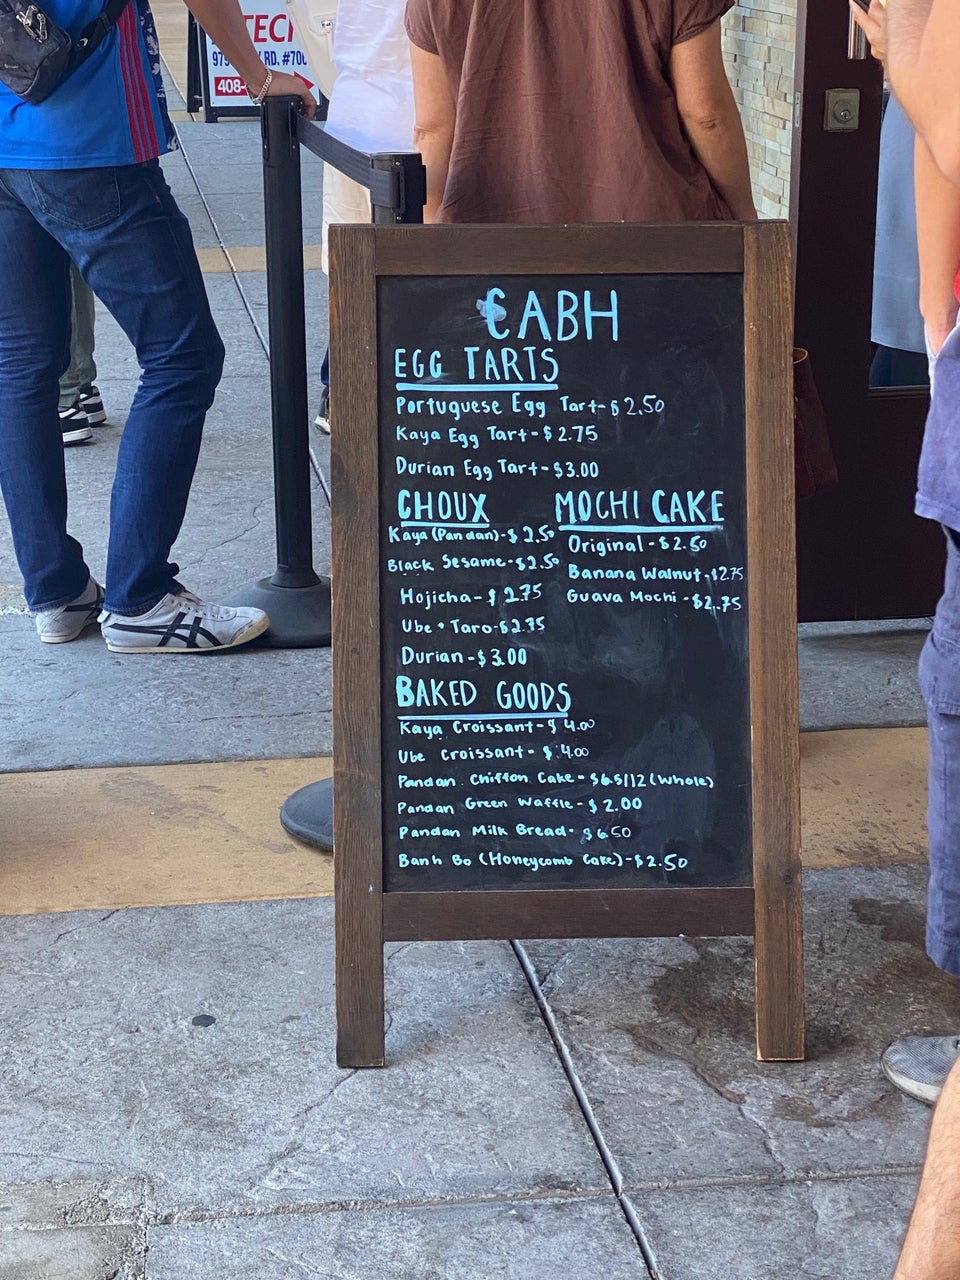 TECH
RD. #700
408-
CABH
EGG TARTS
Portuguese Egg Tart-$2.50
Kaya Egg Tart-$2.75
Durian Egg Tart-$3.00
CHOUX
Kaya (Pandan)-$2.50
Black Sesame-$2.50
Hojicha-$2.75
Ube + Taro-$2.75
Durian-$3.00
MOCHI CAKE
Original-$2.50
Banana Walnut-$2.75
Guava Mochi-$2.75
BAKED GOODS
Kaya Croissant-$4.00
Ube Croissant-$4.00
Pandan Chiffon Cake-$6.5/12 (Whole)
Pandan Green Waffle-$2.00
Pandan Milk Bread-$6.50
Banh Bo (Honeycomb Cake)-$2.50